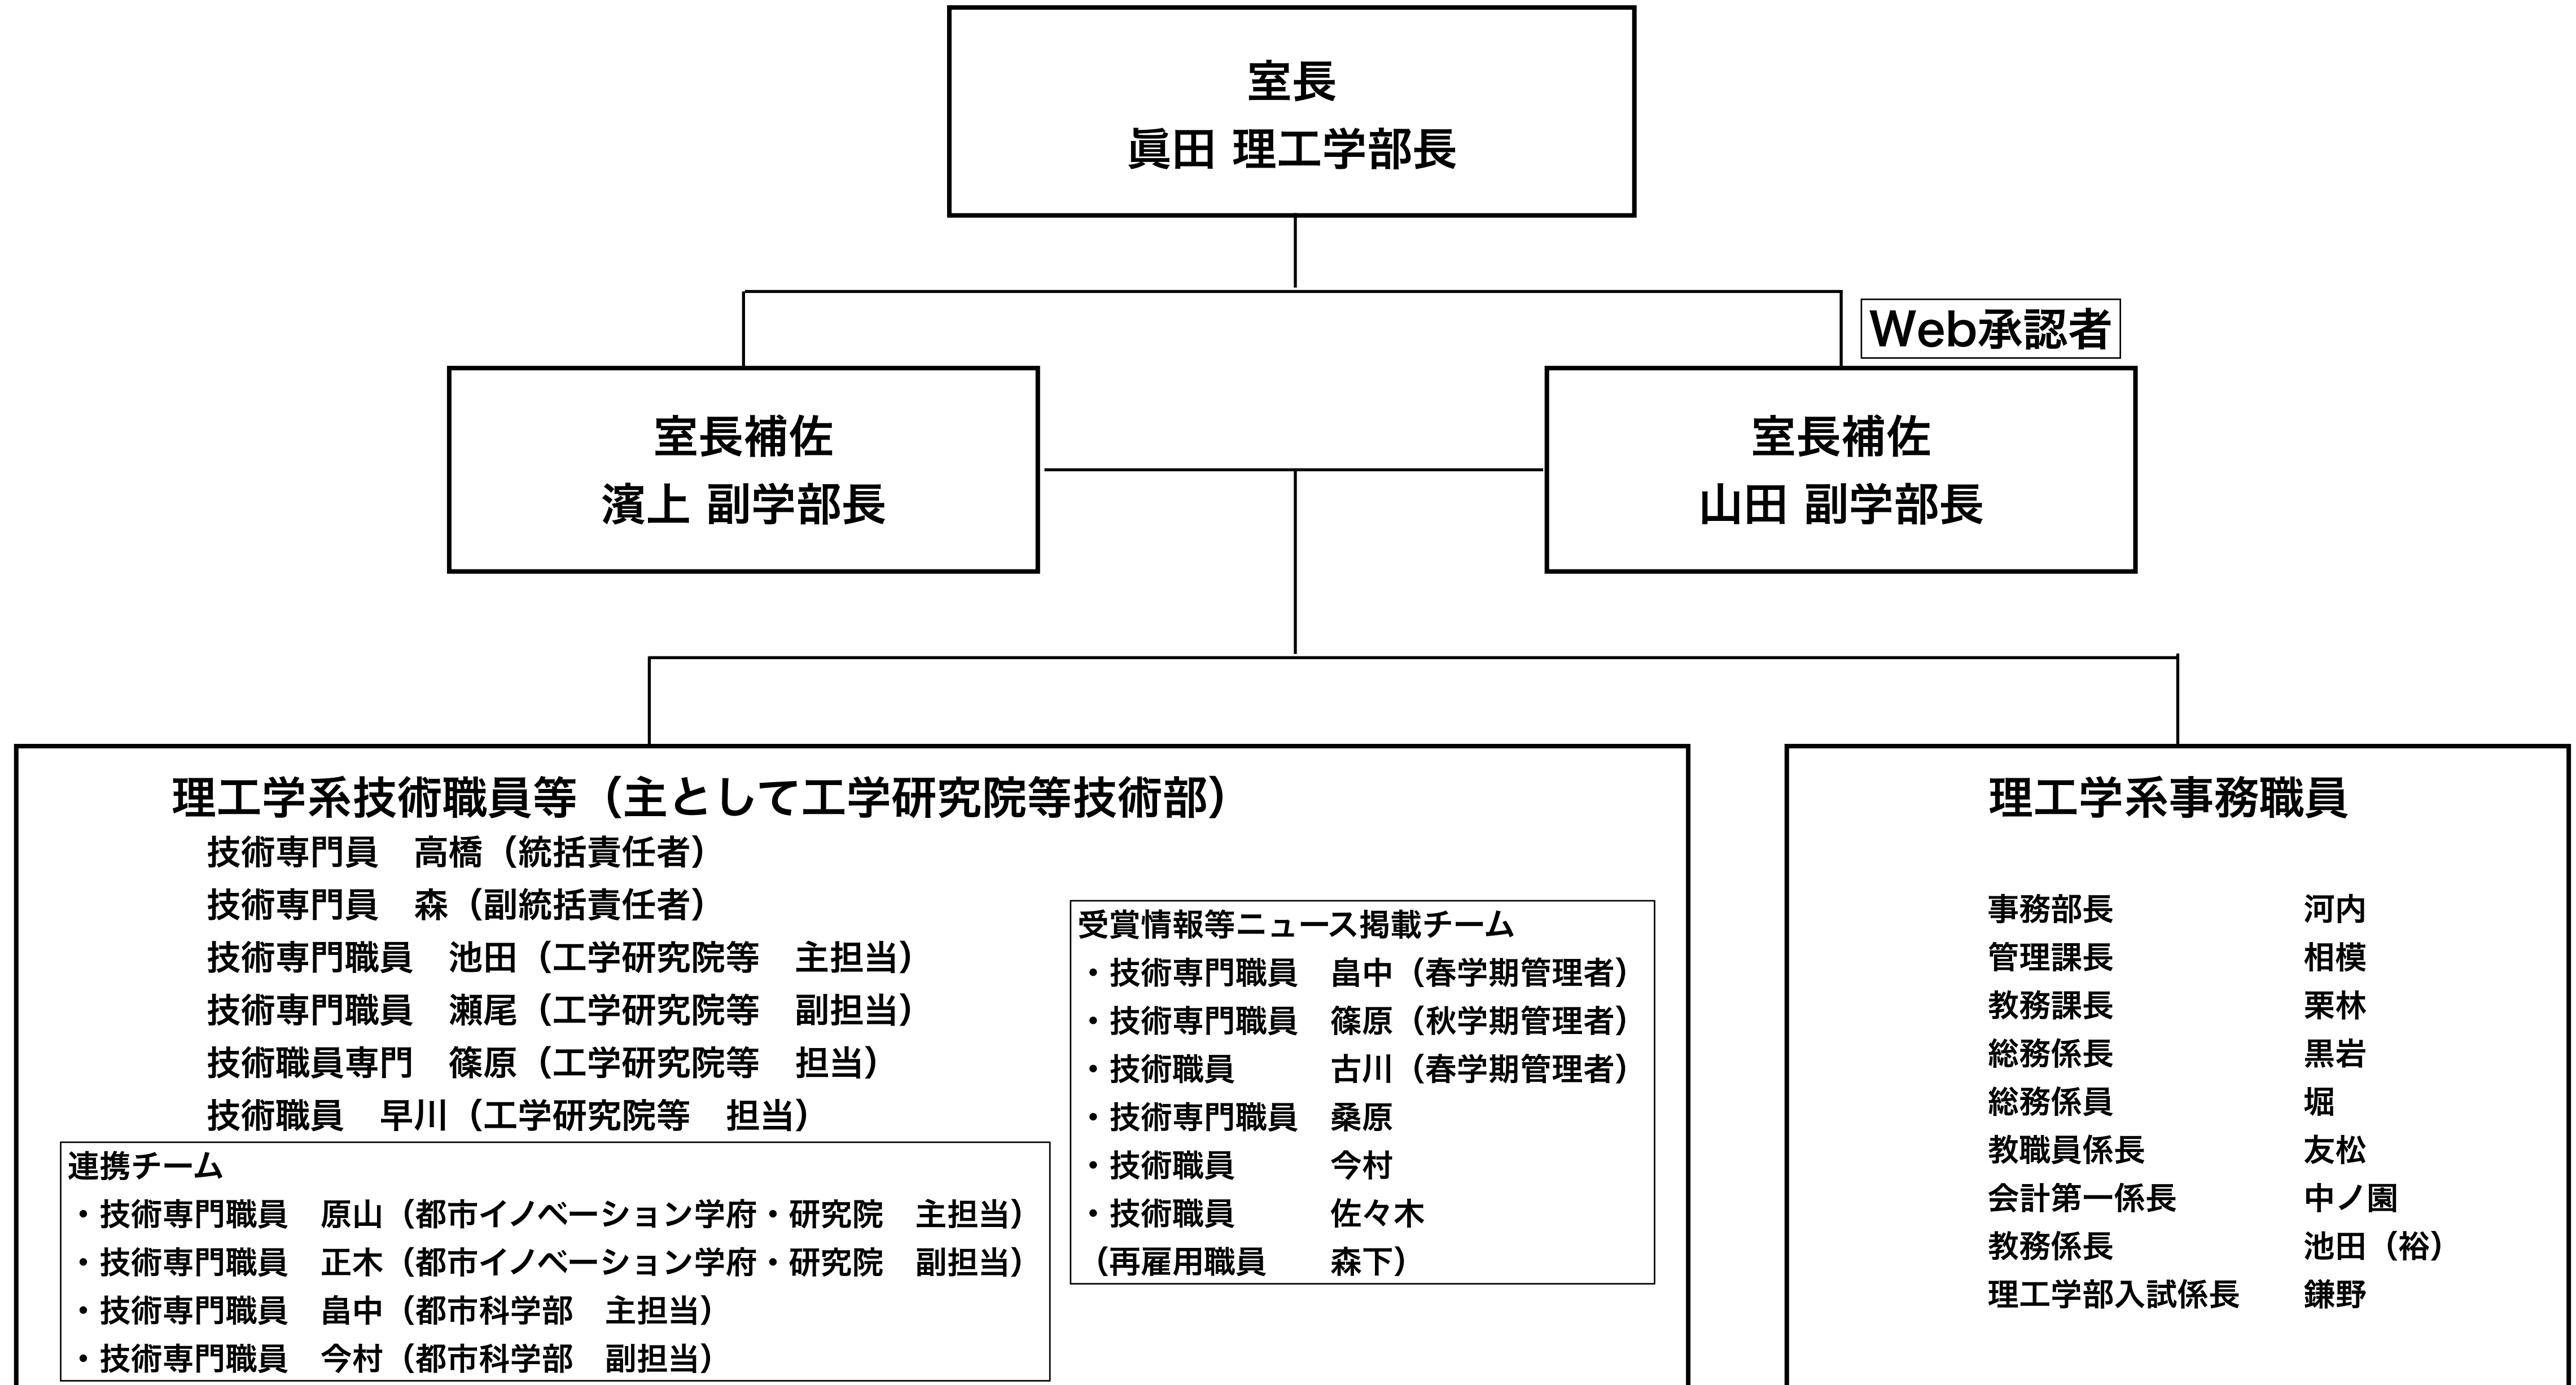 室長
眞田 理工学部長
Web承認者
室長補佐
濱上 副学部長
室長補佐
山田 副学部長
理工学系技術職員等（主として工学研究院等技術部）
技術専門員　高橋（統括責任者）
技術専門員　森（副統括責任者）
技術専門職員　池田（工学研究院等　主担当）
技術専門職員　瀬尾（工学研究院等　副担当）
技術職員専門　篠原（工学研究院等　担当）
技術職員　早川（工学研究院等　担当）
連携チーム
・技術専門職員　原山（都市イノベーション学府・研究院　主担当）
・技術専門職員　正木（都市イノベーション学府・研究院　副担当）
・技術専門職員　畠中（都市科学部　主担当）
・技術専門職員　今村（都市科学部　副担当）
受賞情報等ニュース掲載チーム
・技術専門職員　畠中（春学期管理者）
・技術専門職員　篠原（秋学期管理者）
・技術職員　　　古川（春学期管理者）
・技術専門職員　桑原
・技術職員　　　今村
・技術職員　　　佐々木
（再雇用職員　　森下）
理工学系事務職員
事務部長　河内
管理課長　相模
教務課長　栗林
総務係長　黒岩
総務係員　堀
教職員係長　友松
会計第一係長　中ノ園
教務係長　池田（裕）
理工学部入試係長　鎌野